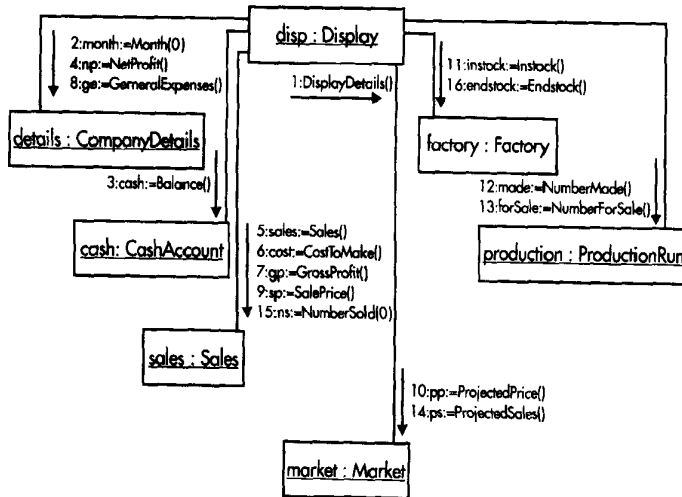 disp : Display
2:month:=Month(0)
4:np:=NetProfit()
8:ge:=GemeralExpenses()
1:DisplayDetails()
11:instock:=Instock()
16:endstock:=Endstock()
details : CompanyDetails
factory : Factory
3:cash:=Balance()
12:made:=NumberMade()
13:forSale:=NumberForSale()
cash: CashAccount
5:sales:=Sales()
6:cost:=CostToMake()
7:gp:=GrossProfit()
9:sp:=SalePrice()
15:ns:=NumberSold(0)
production : ProductionRun
sales : Sales
10:pp:=ProjectedPrice()
14:ps:=ProjectedSales()
market : Market